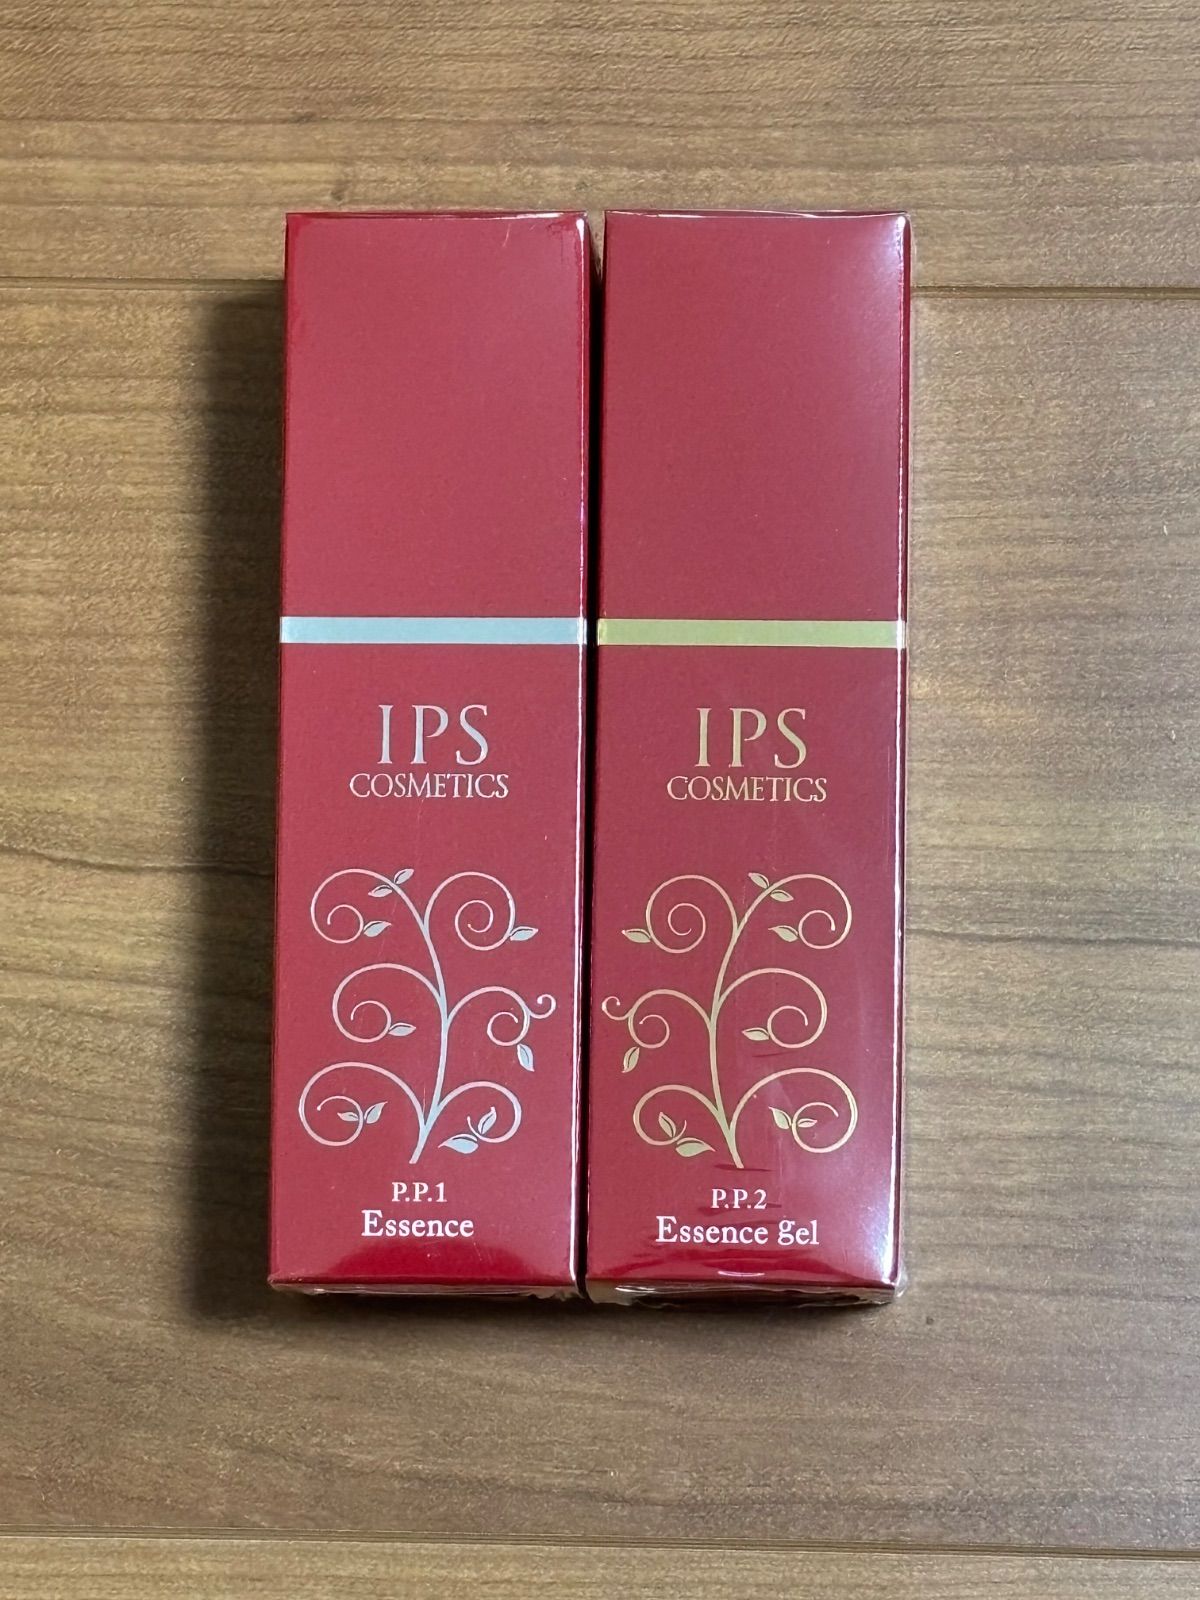 IPS
COSMETICS
P.P.1
Essence
IPS
COSMETICS
P.P.2
Essence gel